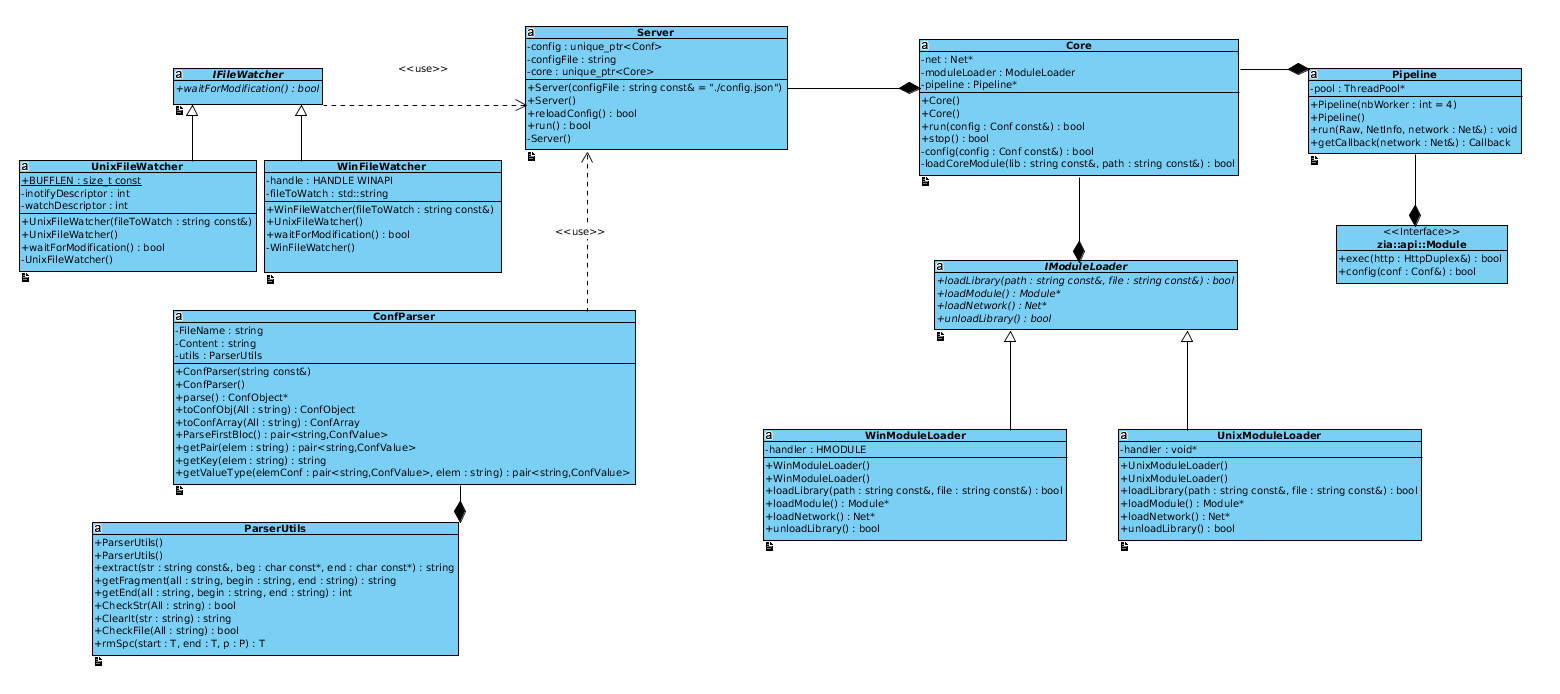 a
Server
-config : unique_ptr<Conf>
-configFile : string
-core : unique_ptr<Core>
+Server(configFile : string const& = "./config.json")
+Server()
+reloadConfig() : bool
+run() : bool
-Server()
a
Core
-net : Net*
-moduleLoader : ModuleLoader
-pipeline : Pipeline*
+Core()
+Core()
+run(config : Conf const&) : bool
+stop() : bool
-config(config : Conf const&) : bool
-loadCoreModule(lib : string const&, path : string const&) : bool
a
IFileWatcher
+waitForModification() : bool
<<use>>
a
Pipeline
-pool : ThreadPool*
+Pipeline(nbWorker : int = 4)
+Pipeline()
+run(Raw, NetInfo, network : Net&) : void
+getCallback(network : Net&) : Callback
a
UnixFileWatcher
+BUFFLEN : size_t const
-inotifyDescriptor : int
-watchDescriptor : int
+UnixFileWatcher(fileToWatch : string const&)
+UnixFileWatcher()
+waitForModification() : bool
-UnixFileWatcher()
WinFileWatcher
-handle : HANDLE WINAPI
-fileToWatch : std::string
+WinFileWatcher(fileToWatch : string const&)
+UnixFileWatcher()
+waitForModification() : bool
-WinFileWatcher()
<<use>>
<<Interface>>
zia::api::Module
+exec(http : HttpDuplex&) : bool
+config(conf : Conf&) : bool
a
IModuleLoader
+loadLibrary(path : string const&, file : string const&) : bool
+loadModule() : Module*
+loadNetwork() : Net*
+unloadLibrary() : bool
a
ConfParser
-FileName : string
-Content : string
-utils : ParserUtils
+ConfParser(string const&)
+ConfParser()
+parse() : ConfObject*
+toConfObj(All : string) : ConfObject
+toConfArray(All : string) : ConfArray
+ParseFirstBloc() : pair<string,ConfValue>
+getPair(elem : string) : pair<string,ConfValue>
+getKey(elem : string) : string
+getValueType(elemConf : pair<string,ConfValue>, elem : string) : pair<string,ConfValue>
a
WinModuleLoader
-handler : HMODULE
+WinModuleLoader()
+WinModuleLoader()
+loadLibrary(path : string const&, file : string const&) : bool
+loadModule() : Module*
+loadNetwork() : Net*
+unloadLibrary() : bool
a
UnixModuleLoader
-handler : void*
+UnixModuleLoader()
+UnixModuleLoader()
+loadLibrary(path : string const&, file : string const&) : bool
+loadModule() : Module*
+loadNetwork() : Net*
+unloadLibrary() : bool
a
ParserUtils
+ParserUtils()
+ParserUtils()
+extract(str : string const&, beg : char const*, end : char const*) : string
+getFragment(all : string, begin : string, end : string) : string
+getEnd(all : string, begin : string, end : string) : int
+CheckStr(All : string) : bool
+ClearIt(str : string) : string
+CheckFile(All : string) : bool
+rmSpc(start : T, end : T, p : P) : T